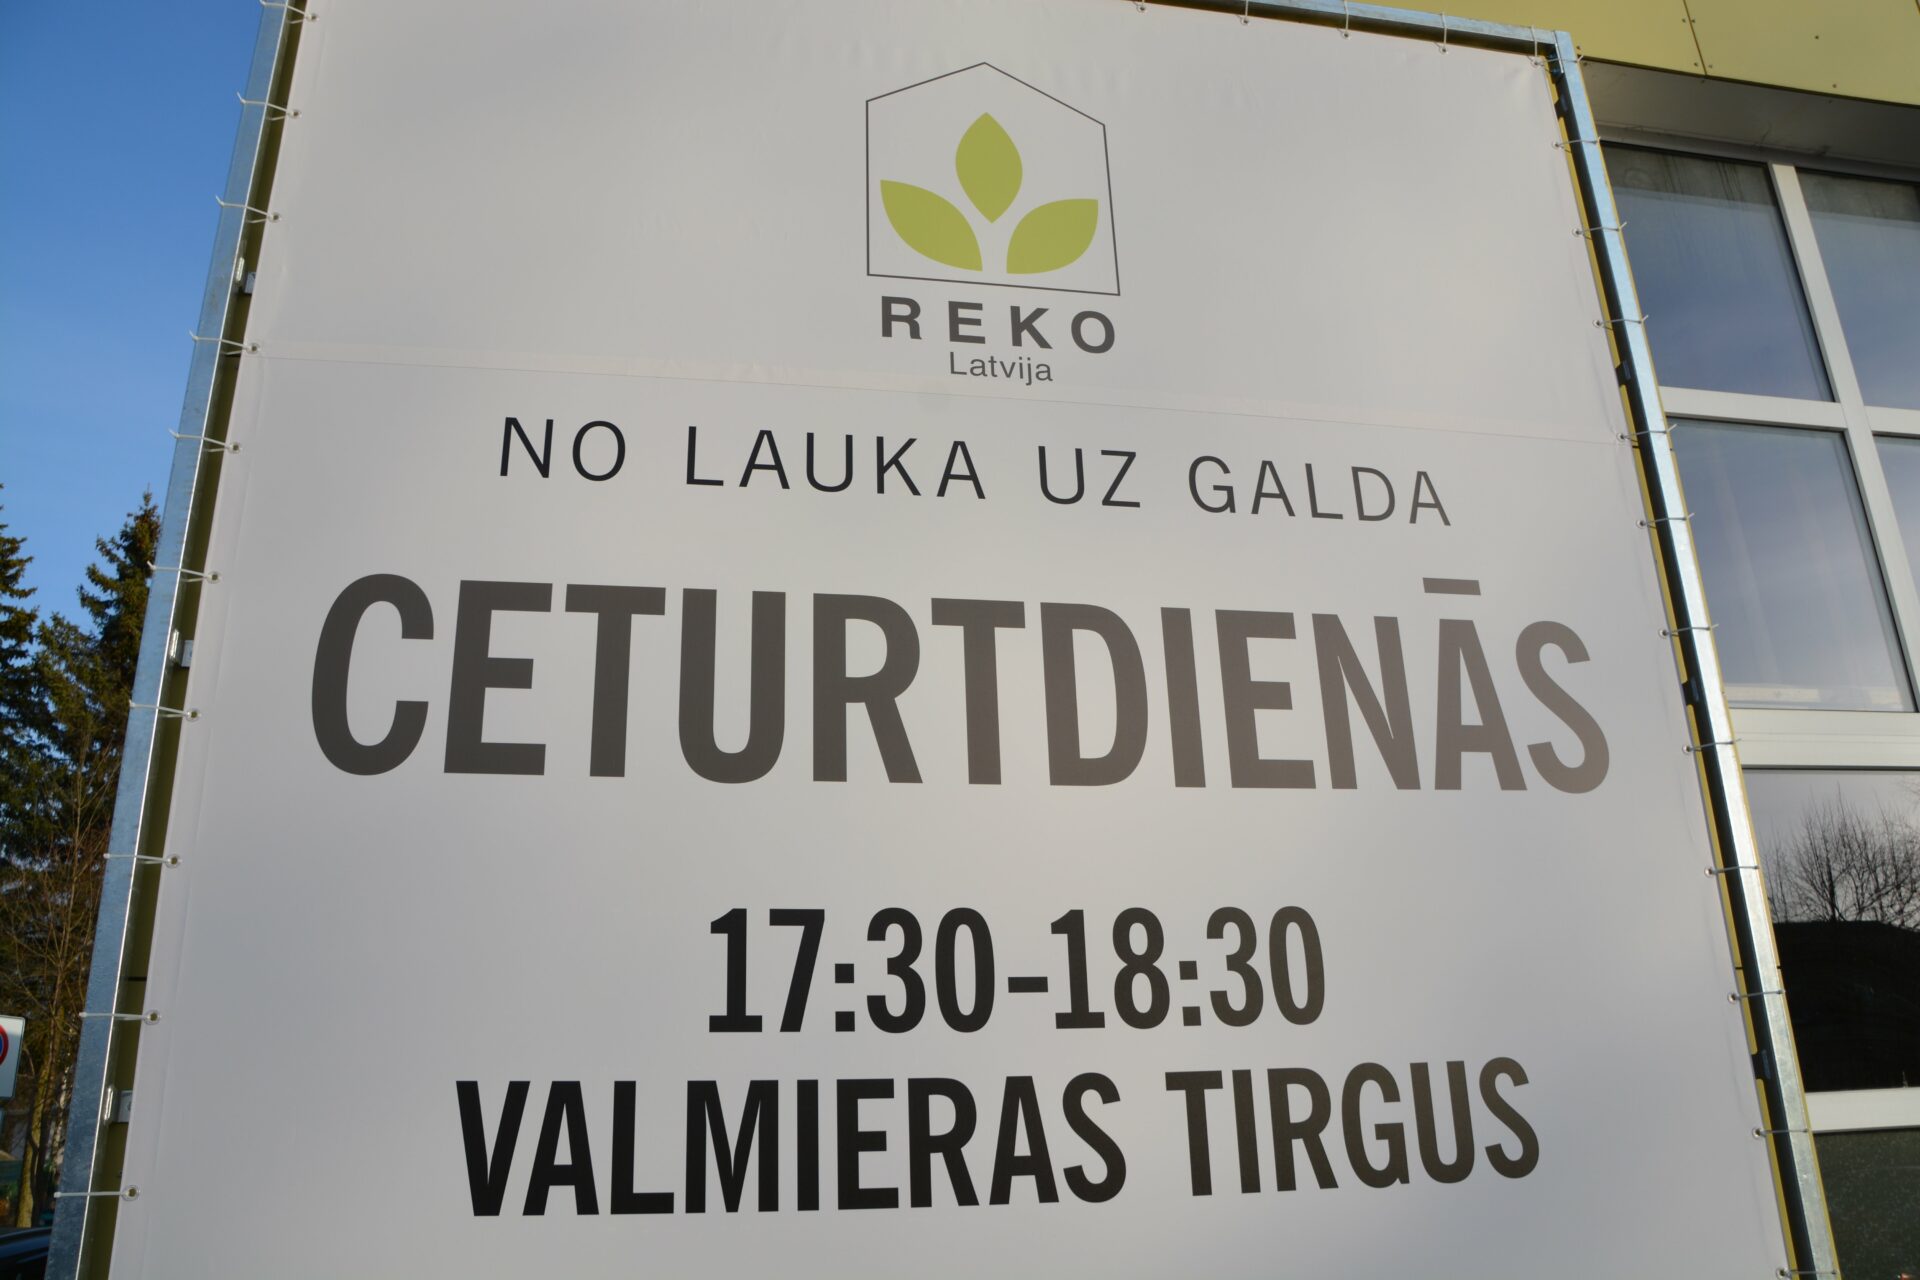 REKO
Latvija
NO LAUKA UZ GALDA
CETURTDIENĀS
17:30-18:30
VALMIERAS TIRGUS